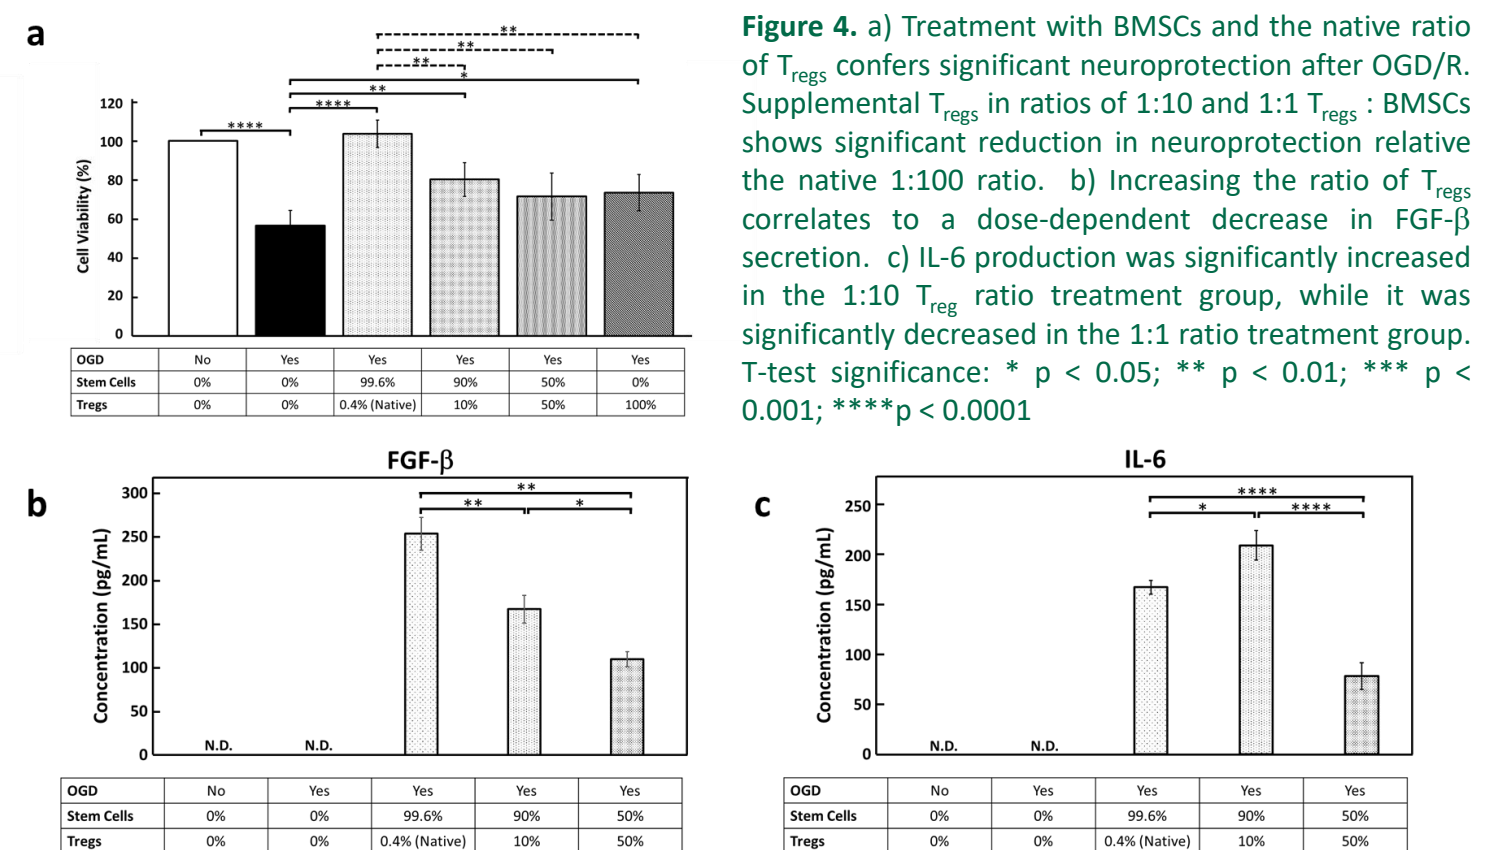 a
**
**
**
*
**
****
****
Cell Viability (%)
120
100
80
60
40
20
0
OGD No Yes Yes Yes Yes Yes
Stem Cells 0% 0% 99.6% 90% 50% 0%
Tregs 0% 0% 0.4% (Native) 10% 50% 100%
Figure 4. a) Treatment with BMSCs and the native ratio
of Tregs confers significant neuroprotection after OGD/R.
Supplemental Tregs in ratios of 1:10 and 1:1 Tregs : BMSCs
shows significant reduction in neuroprotection relative
the native 1:100 ratio. b) Increasing the ratio of Tregs
correlates to a dose-dependent decrease in FGF-β
secretion. c) IL-6 production was significantly increased
in the 1:10 Treg ratio treatment group, while it was
significantly decreased in the 1:1 ratio treatment group.
T-test significance: * p < 0.05; ** p < 0.01; *** p <
0.001; ****p < 0.0001
b
FGF-β
Concentration (pg/mL)
300
250
200
150
100
50
0
**
** *
N.D. N.D.
OGD No Yes Yes Yes Yes
Stem Cells 0% 0% 99.6% 90% 50%
Tregs 0% 0% 0.4% (Native) 10% 50%
c
IL-6
Concentration (pg/mL)
250
200
150
100
50
0
****
* ****
N.D. N.D.
OGD No Yes Yes Yes Yes
Stem Cells 0% 0% 99.6% 90% 50%
Tregs 0% 0% 0.4% (Native) 10% 50%